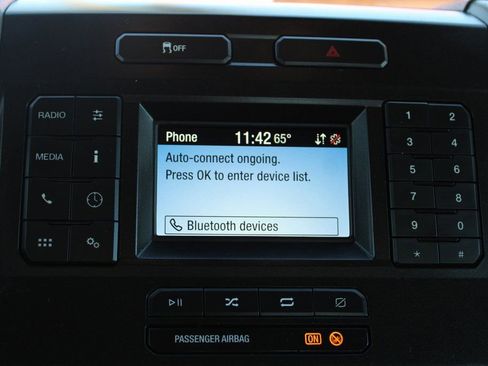 OFF
RADIO
MEDIA
i
Phone 11:42 65°
Auto-connect ongoing.
Press OK to enter device list.
Bluetooth devices
1 2
3 4
5 6
7 8
9 0
* #
PASSENGER AIRBAG ON